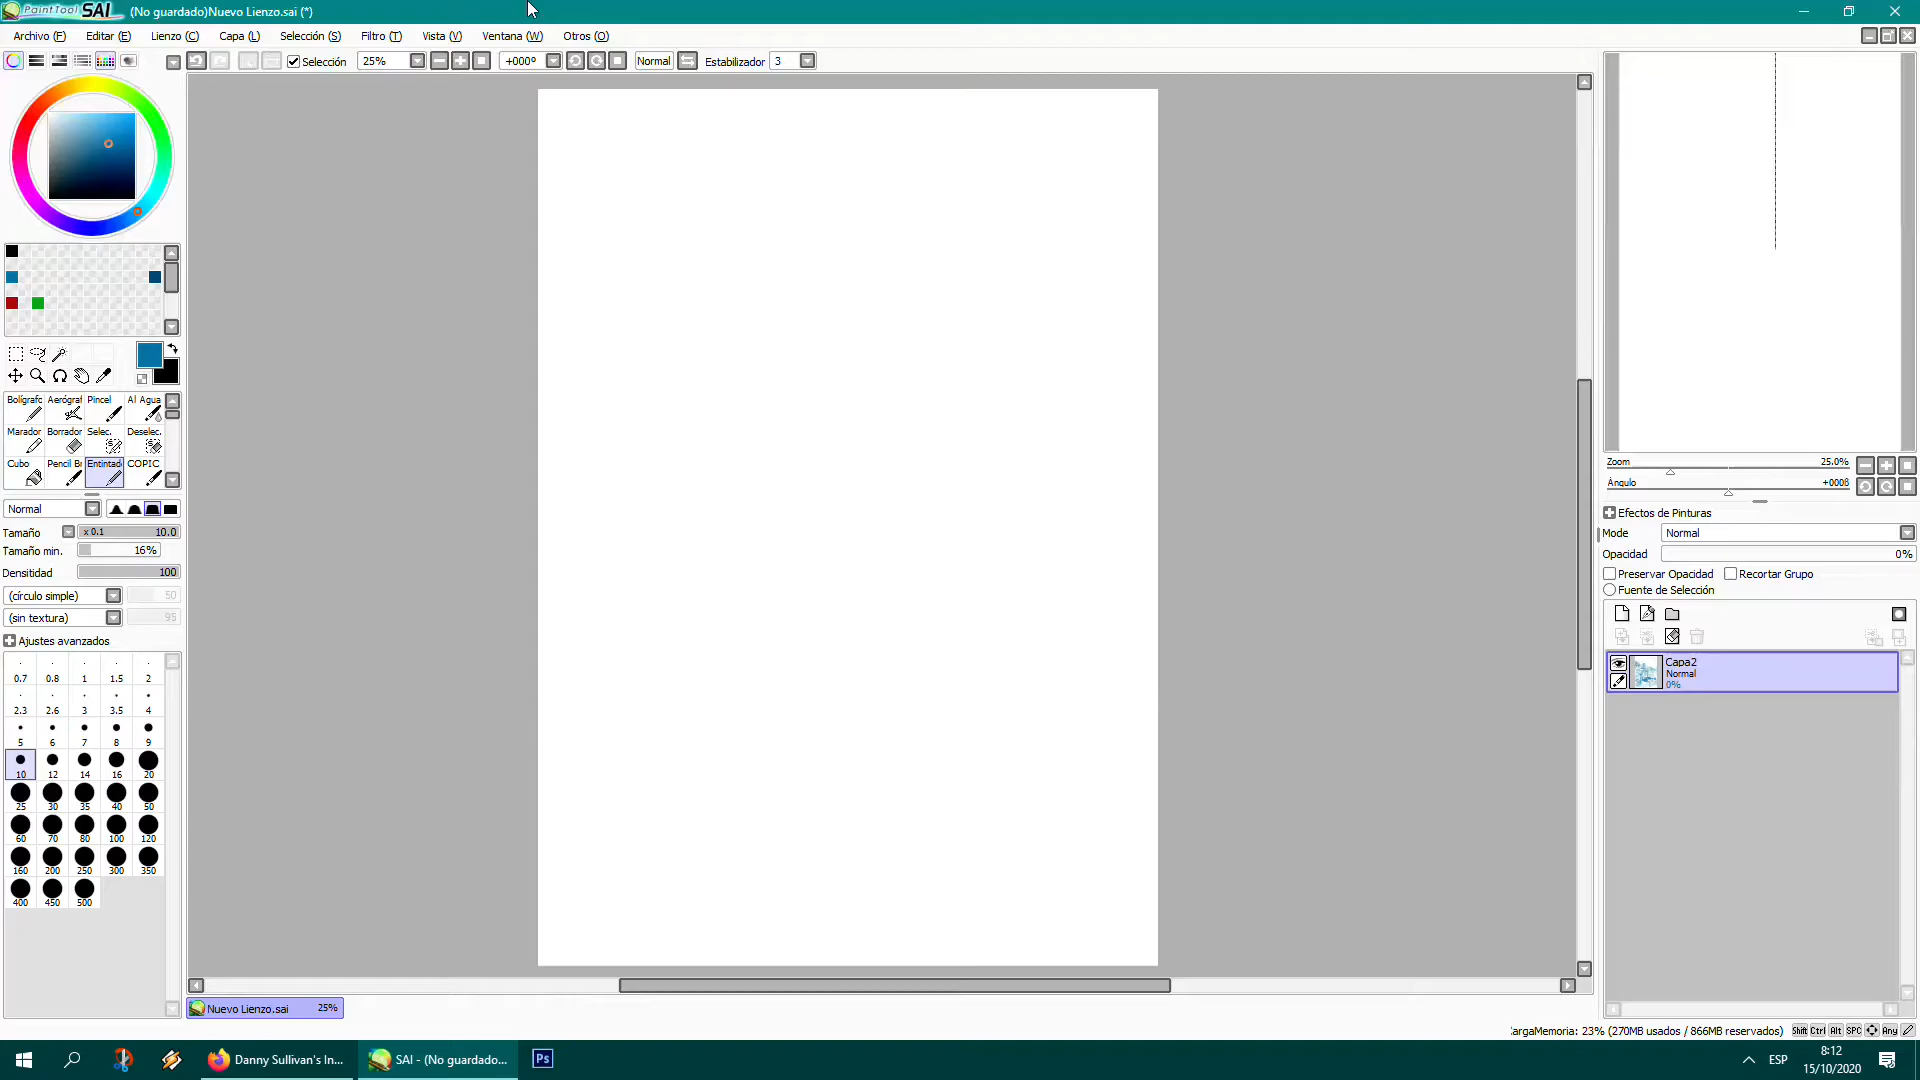 PaintTool SAI (No guardado)Nuevo Lienzo.sai (*)
Archivo (F) Editar (E) Lienzo (C) Capa (L) Selección (S) Filtro (T) Vista (V) Ventana (W) Otros (O)
Selección 25% +000º Normal Estabilizador 3
Zoom 25.0%
Ángulo +000ß
Efectos de Pinturas
Mode Normal
Opacidad 0%
Preservar Opacidad Recortar Grupo
Fuente de Selección
Capa2
Normal
0%
Bolígrafo Aerógraf Pincel Al Agua
Marador Borrador Selec. Deselec.
Cubo Pencil Br Entintad COPIC
Normal
Tamaño x 0.1 10.0
Tamaño min. 16%
Densitidad 100
(círculo simple) 50
(sin textura) 95
Ajustes avanzados
0.7 0.8 1 1.5 2
2.3 2.6 3 3.5 4
5 6 7 8 9
10 12 14 16 20
25 30 35 40 50
60 70 80 100 120
160 200 250 300 350
400 450 500
Nuevo Lienzo.sai 25%
CargaMemoria: 23% (270MB usados / 866MB reservados) Shift Ctrl Alt SPC Any
Danny Sullivan's In... SAI - (No guardado... Ps ESP 8:12
15/10/2020